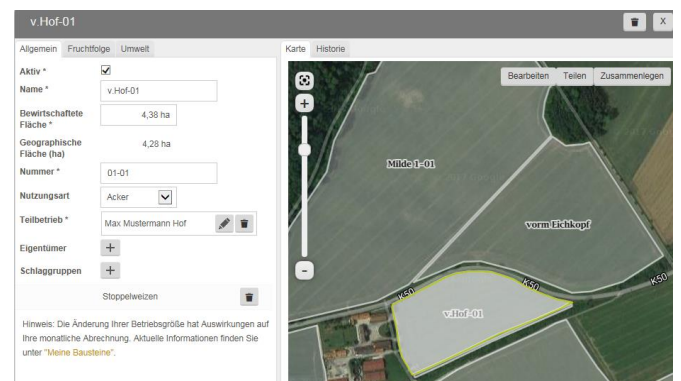 v.Hof-01
X
Allgemein Fruchtfolge Umwelt
Karte Historie
Aktiv *
Name * v.Hof-01
Bewirtschaftete
Fläche * 4,38 ha
Geographische
Fläche (ha) 4,28 ha
Nummer * 01-01
Nutzungsart Acker
Teilbetrieb * Max Mustermann Hof
Eigentümer +
Schlaggruppen +
Stoppelweizen
Hinweis: Die Änderung Ihrer Betriebsgröße hat Auswirkungen auf
Ihre monatliche Abrechnung. Aktuelle Informationen finden Sie
unter "Meine Bausteine".
Bearbeiten Teilen Zusammenlegen
+
Milde 1-01
vorm Eichkopf
-
K50
K50
K50
v.Hof-01